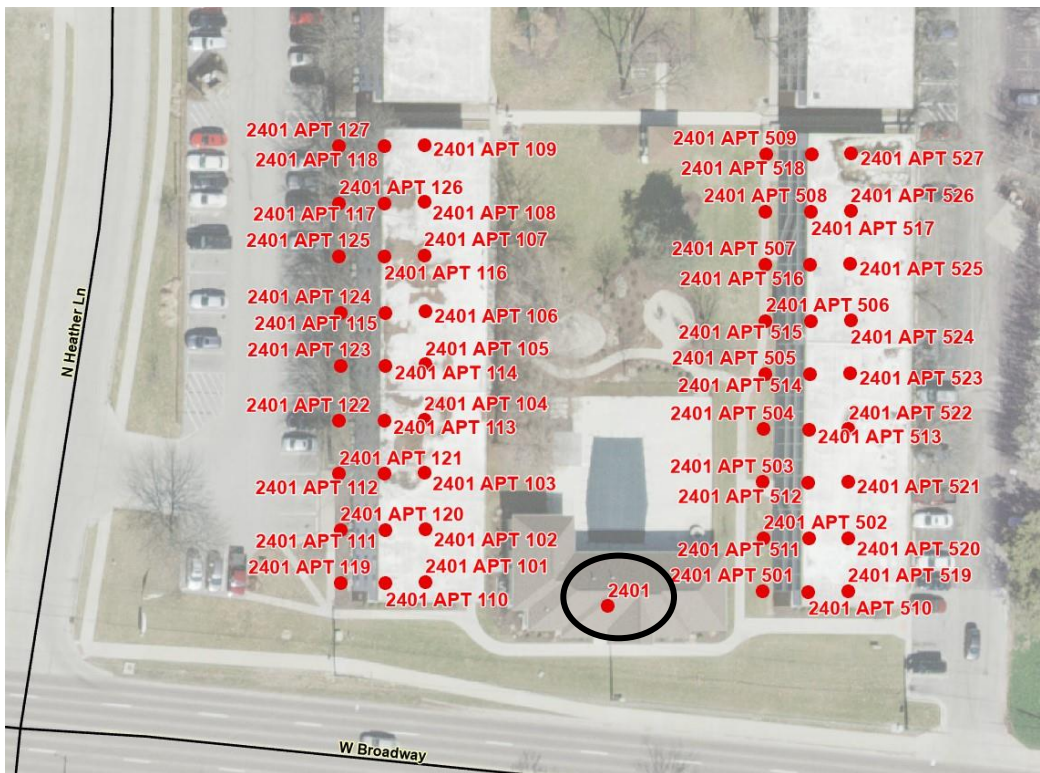 2401 APT 127
2401 APT 118
2401 APT 109
2401 APT 509
2401 APT 518
2401 APT 527
2401 APT 126
2401 APT 117
2401 APT 108
2401 APT 508
2401 APT 526
2401 APT 517
2401 APT 125
2401 APT 107
2401 APT 116
2401 APT 507
2401 APT 516
2401 APT 525
2401 APT 124
2401 APT 115
2401 APT 106
2401 APT 506
2401 APT 515
2401 APT 524
2401 APT 123
2401 APT 105
2401 APT 114
2401 APT 505
2401 APT 514
2401 APT 523
2401 APT 122
2401 APT 104
2401 APT 113
2401 APT 504
2401 APT 522
2401 APT 513
2401 APT 121
2401 APT 112
2401 APT 103
2401 APT 503
2401 APT 512
2401 APT 521
2401 APT 120
2401 APT 111
2401 APT 102
2401 APT 502
2401 APT 511
2401 APT 520
2401 APT 119
2401 APT 101
2401 APT 110
2401
2401 APT 501
2401 APT 519
2401 APT 510
N Heather Ln
W Broadway